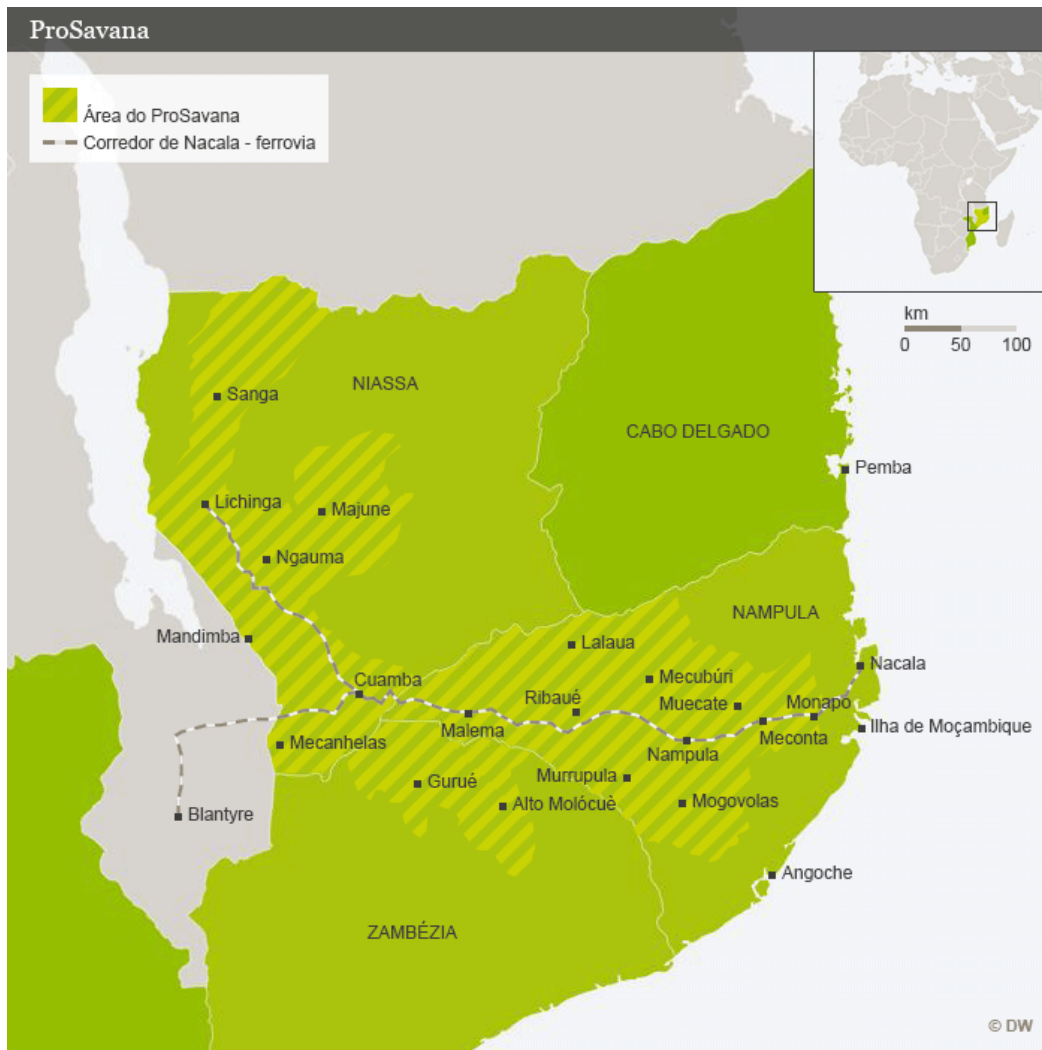 ProSavana
Área do ProSavana
Corredor de Nacala - ferrovia
km
0 50 100
NIASSA
Sanga
CABO DELGADO
Pemba
Lichinga
Majune
Ngauma
NAMPULA
Mandimba
Lalaua
Nacala
Cuamba
Mecubúri
Ribaué
Muecate
Monapo
Ilha de Moçambique
Malema
Meconta
Mecanhelas
Nampula
Gurué
Murrupula
Alto Molócuè
Mogovolas
Blantyre
Angoche
ZAMBÉZIA
© DW